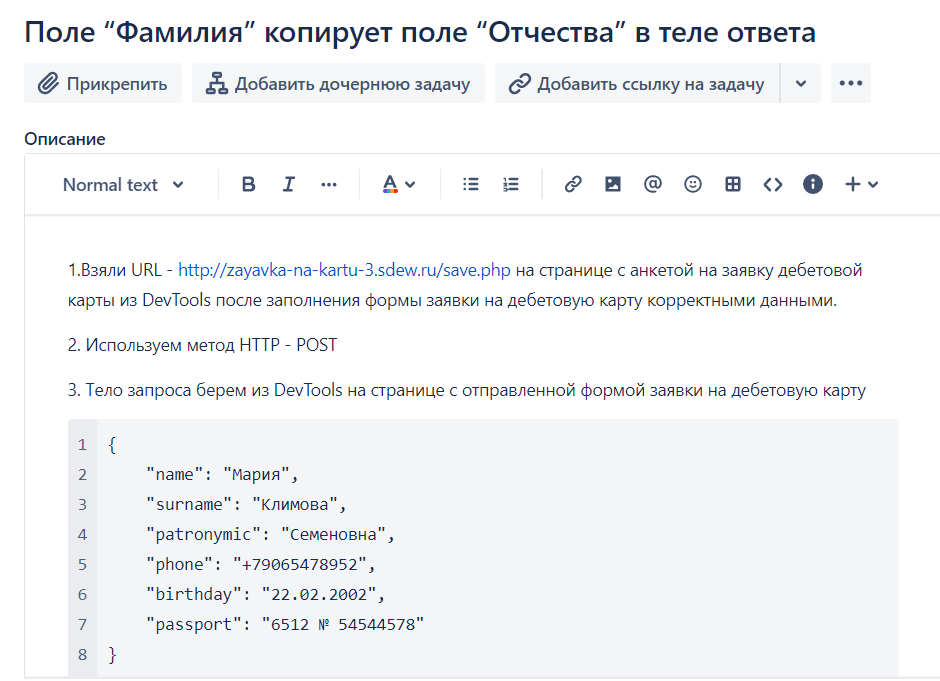 Поле “Фамилия” копирует поле “Отчества” в теле ответа
Прикрепить
Добавить дочернюю задачу
Добавить ссылку на задачу
Описание
Normal text
B I A
1.Взяли URL - http://zayavka-na-kartu-3.sdew.ru/save.php на странице с анкетой на заявку дебетовой
карты из DevTools после заполнения формы заявки на дебетовую карту корректными данными.
2. Используем метод HTTP - POST
3. Тело запроса берем из DevTools на странице с отправленной формой заявки на дебетовую карту
1 {
2 "name": "Мария",
3 "surname": "Климова",
4 "patronymic": "Семеновна",
5 "phone": "+79065478952",
6 "birthday": "22.02.2002",
7 "passport": "6512 № 54544578"
8 }